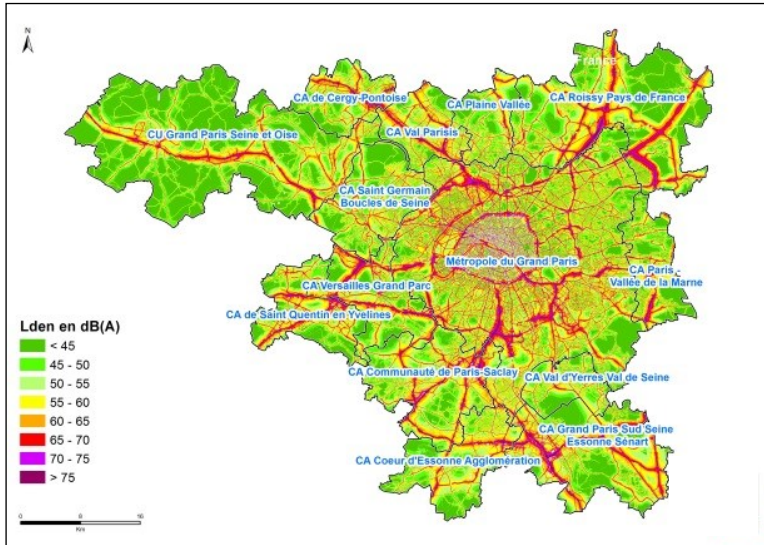 N
France
CA de Cergy-Pontoise
CA Plaine Vallée
CA Roissy Pays de France
CU Grand Paris Seine et Oise
CA Val Parisis
CA Saint Germain
Boucles de Seine
Métropole du Grand Paris
CA Paris -
Vallée de la Marne
CA Versailles Grand Parc
CA de Saint Quentin en Yvelines
CA Communauté de Paris-Saclay
CA Val d'Yerres Val de Seine
CA Grand Paris Sud Seine
Essonne Sénart
CA Coeur d'Essonne Agglomération
Lden en dB(A)
< 45
45 - 50
50 - 55
55 - 60
60 - 65
65 - 70
70 - 75
> 75
0
Km